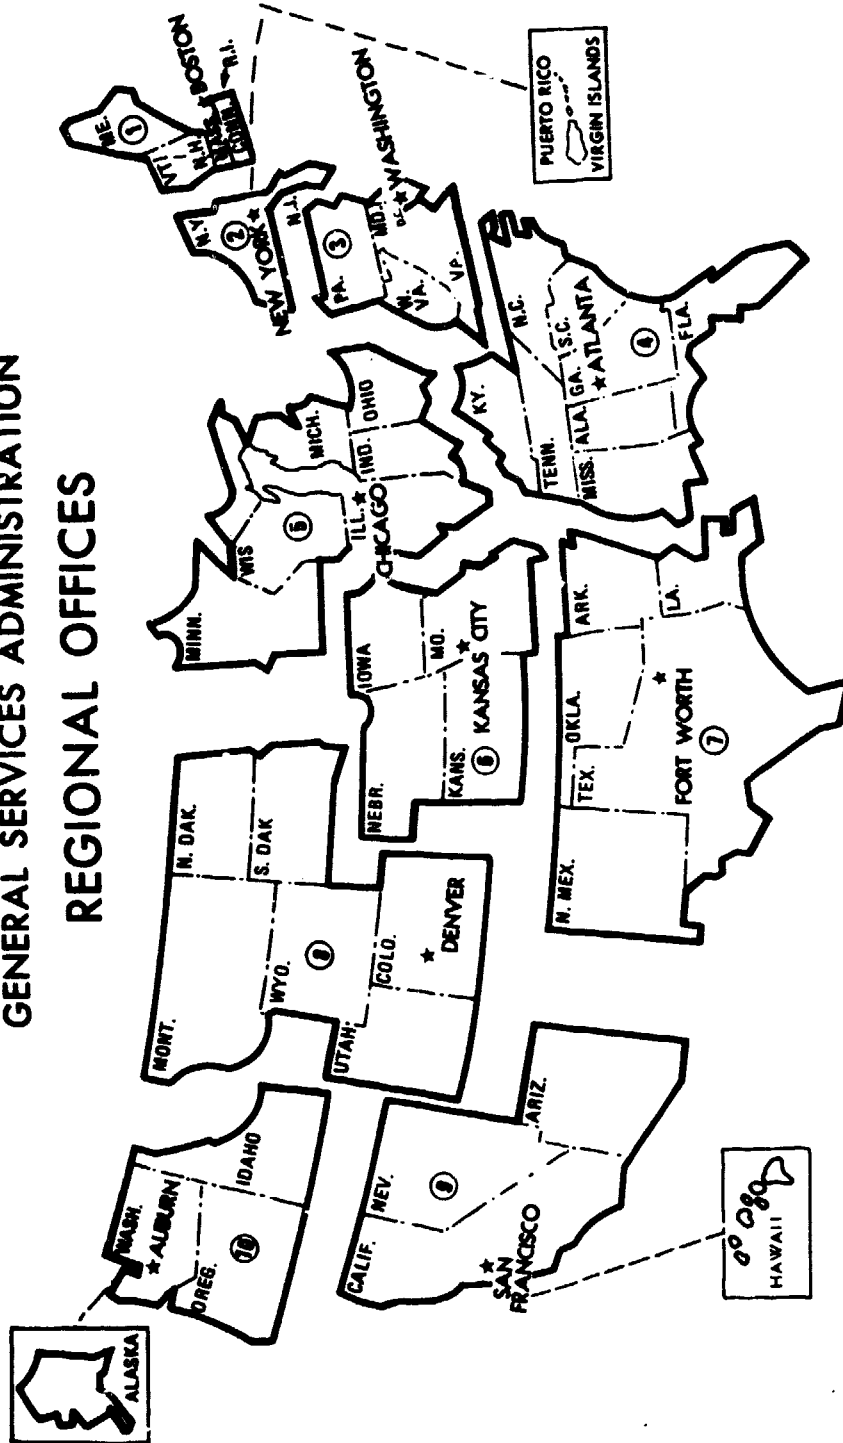 GENERAL SERVICES ADMINISTRATION
REGIONAL OFFICES
ALASKA
WASH.
AUBURN
OREG.
10
IDAHO
MONT.
N. DAK.
S. DAK
WYO.
8
UTAH
COLO.
DENVER
CALIF.
NEV.
9
SAN
FRANCISCO
ARIZ.
HAWAII
MINN.
WIS
5
MICH.
ILL.
CHICAGO
IND.
OHIO
NEBR.
IOWA
KANS.
6
MO.
KANSAS CITY
N. MEX.
TEX.
OKLA.
ARK.
LA.
FORT WORTH
7
KY.
TENN.
N.C.
MISS.
ALA.
GA.
S.C.
ATLANTA
4
FLA.
PA.
3
MD.
D.C.
WASHINGTON
W.
VA.
VA.
N.Y
2
NEW YORK
N.J.
ME.
1
VT.
N.H.
MASS.
CONN.
BOSTON
R.I.
PUERTO RICO
VIRGIN ISLANDS